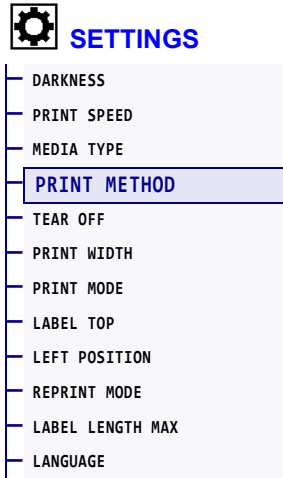 SETTINGS
DARKNESS
PRINT SPEED
MEDIA TYPE
PRINT METHOD
TEAR OFF
PRINT WIDTH
PRINT MODE
LABEL TOP
LEFT POSITION
REPRINT MODE
LABEL LENGTH MAX
LANGUAGE